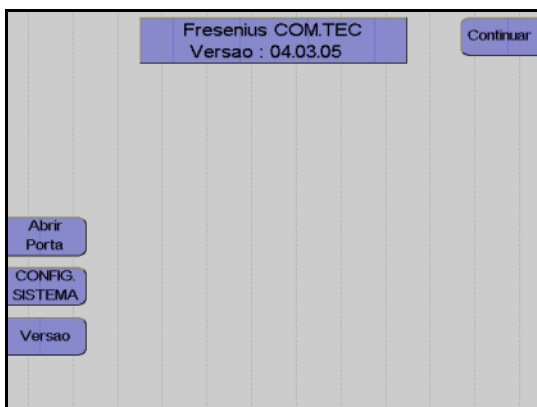 Fresenius COM.TEC
Versao : 04.03.05
Continuar
Abrir
Porta
CONFIG.
SISTEMA
Versao